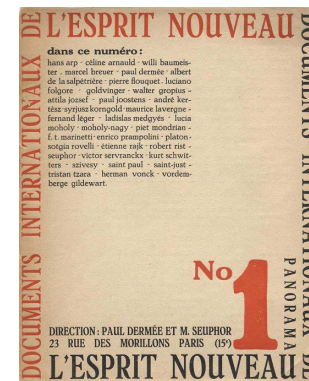 DOCUMENTS INTERNATIONAUX DE
L'ESPRIT NOUVEAU
dans ce numéro :
hans arp - céline arnauld - willi baumeis-
ter . marcel breuer - paul dermée - albert
de la salpêtrière - pierre flouquet . luciano
folgore - goldvinger - walter gropius -
attila jozsef - paul joostens - andré ker-
tész - syrjusz korngold - maurice lavergne -
fernand léger - ladislas medgyès - lucia
moholy - moholy-nagy - piet mondrian -
f. t. marinetti - enrico prampolini - platon -
sotgia rovelli - étienne rajk - robert rist -
seuphor - victor servranckx - kurt schwit-
ters - szivesy - saint paul - saint-just -
tristan tzara - herman vonck - vordem-
berge gildewart.
No 1
PANORAMA
DIRECTION : PAUL DERMÉE ET M. SEUPHOR
23 RUE DES MORILLONS PARIS (15e)
L'ESPRIT NOUVEAU
DOCUMENTS INTERNATIONAUX DE